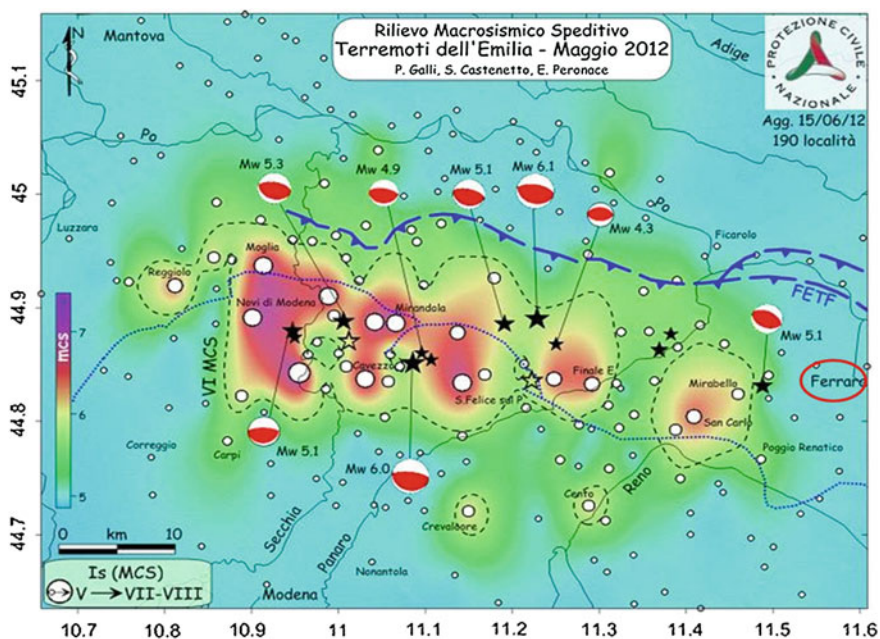 Rilievo Macrosismico Speditivo
Terremoti dell'Emilia - Maggio 2012
P. Galli, S. Castenetto, E. Peronace
PROTEZIONE CIVILE
NAZIONALE
Agg. 15/06/12
190 località
N
Mantova
Adige
Po
Mw 5.3
Mw 4.9
Mw 5.1
Mw 6.1
Mw 4.3
Po
Luzzara
Ficarolo
Moglia
Reggiolo
FETF
Novi di Modena
Mirandola
Mw 5.1
mcs
7
6
5
VI MCS
Cavezzo
Finale E.
Mirabello
Ferrara
S.Felice sul P.
San Carlo
Correggio
Carpi
Mw 5.1
Poggio Renatico
Mw 6.0
Reno
Cento
Crevalcore
0 km 10
Secchia
Panaro
Nonantola
Modena
Is (MCS)
V VII-VIII
45.1
45
44.9
44.8
44.7
10.7 10.8 10.9 11 11.1 11.2 11.3 11.4 11.5 11.6